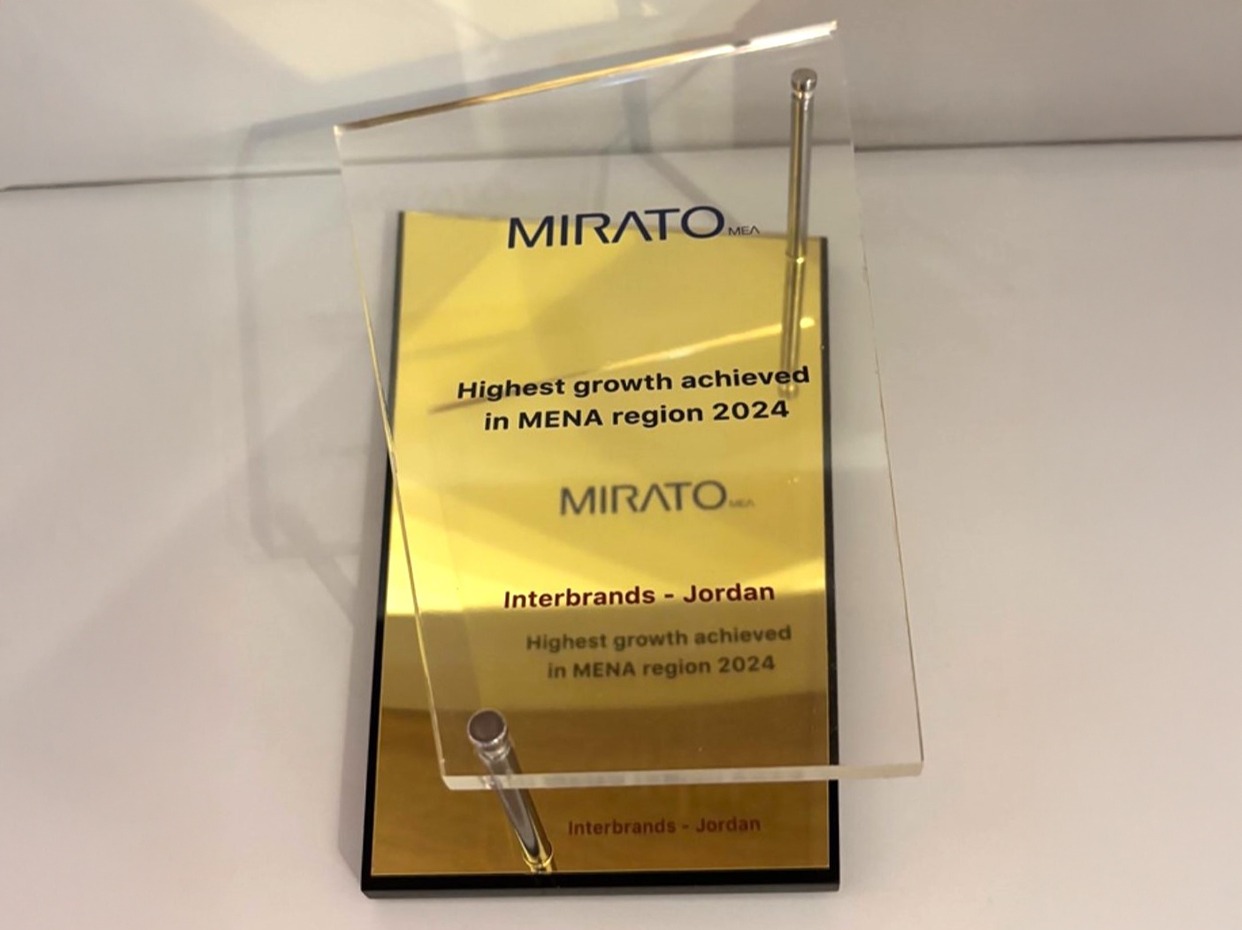 MIRATO MEA
Highest growth achieved
in MENA region 2024
MIRATO MEA
Interbrands - Jordan
Highest growth achieved
in MENA region 2024
Interbrands - Jordan